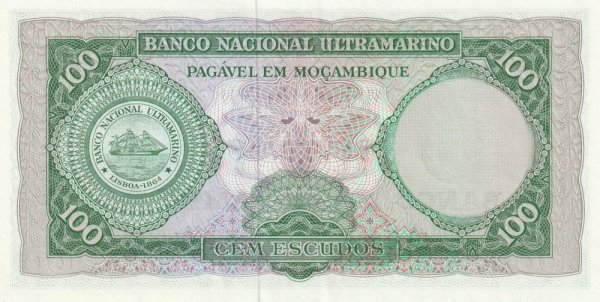 BANCO NACIONAL ULTRAMARINO
PAGÁVEL EM MOÇAMBIQUE
100
100
BANCO NACIONAL ULTRAMARINO
LISBOA-1864
100
100
CEM ESCUDOS